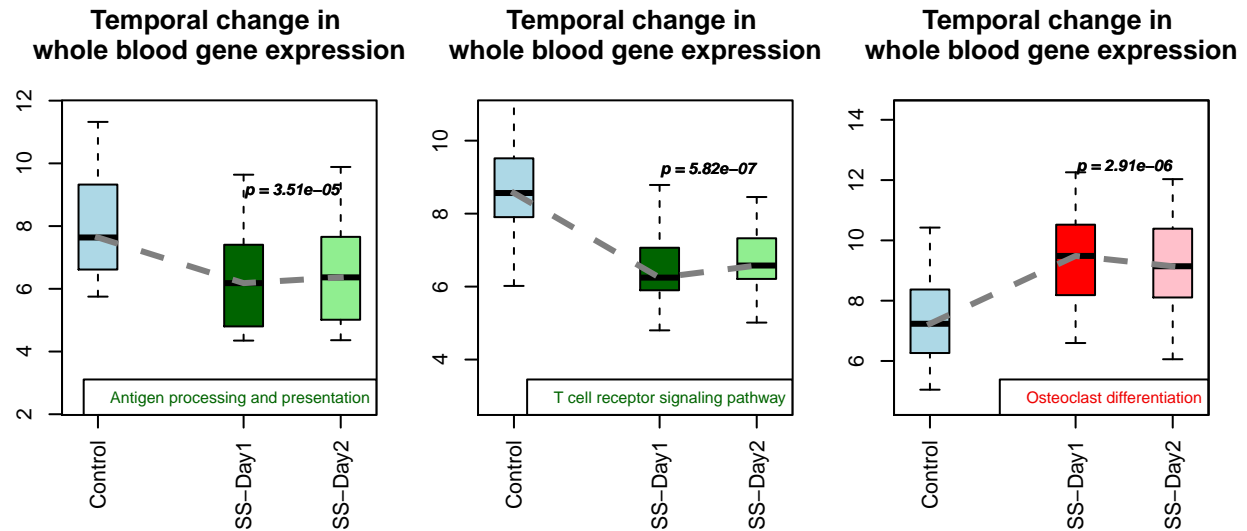 Temporal change in
whole blood gene expression
12
10
8
6
4
2
p = 3.51e−05
Antigen processing and presentation
Control
SS−Day1
SS−Day2
Temporal change in
whole blood gene expression
10
8
6
4
p = 5.82e−07
T cell receptor signaling pathway
Control
SS−Day1
SS−Day2
Temporal change in
whole blood gene expression
14
12
10
8
6
p = 2.91e−06
Osteoclast differentiation
Control
SS−Day1
SS−Day2